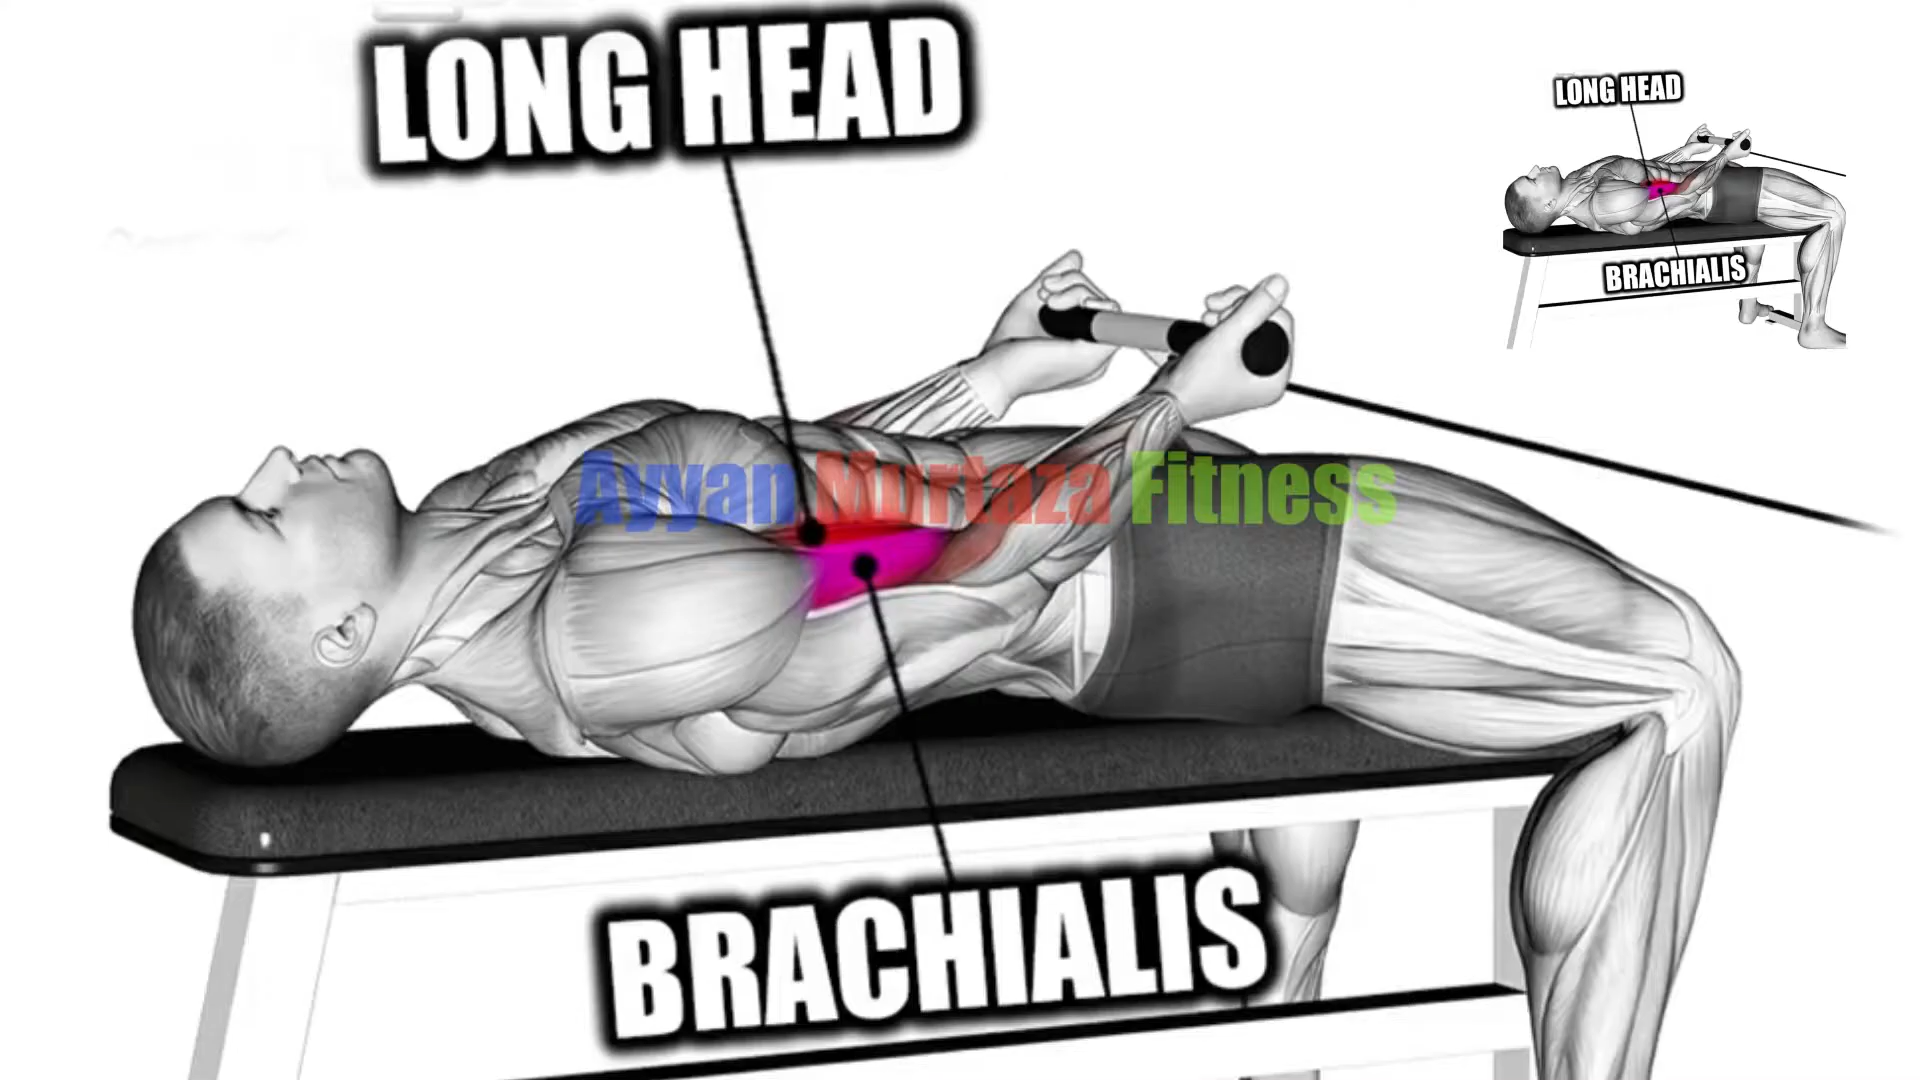 LONG HEAD
LONG HEAD
BRACHIALIS
Ayyan Murtaza Fitness
BRACHIALIS